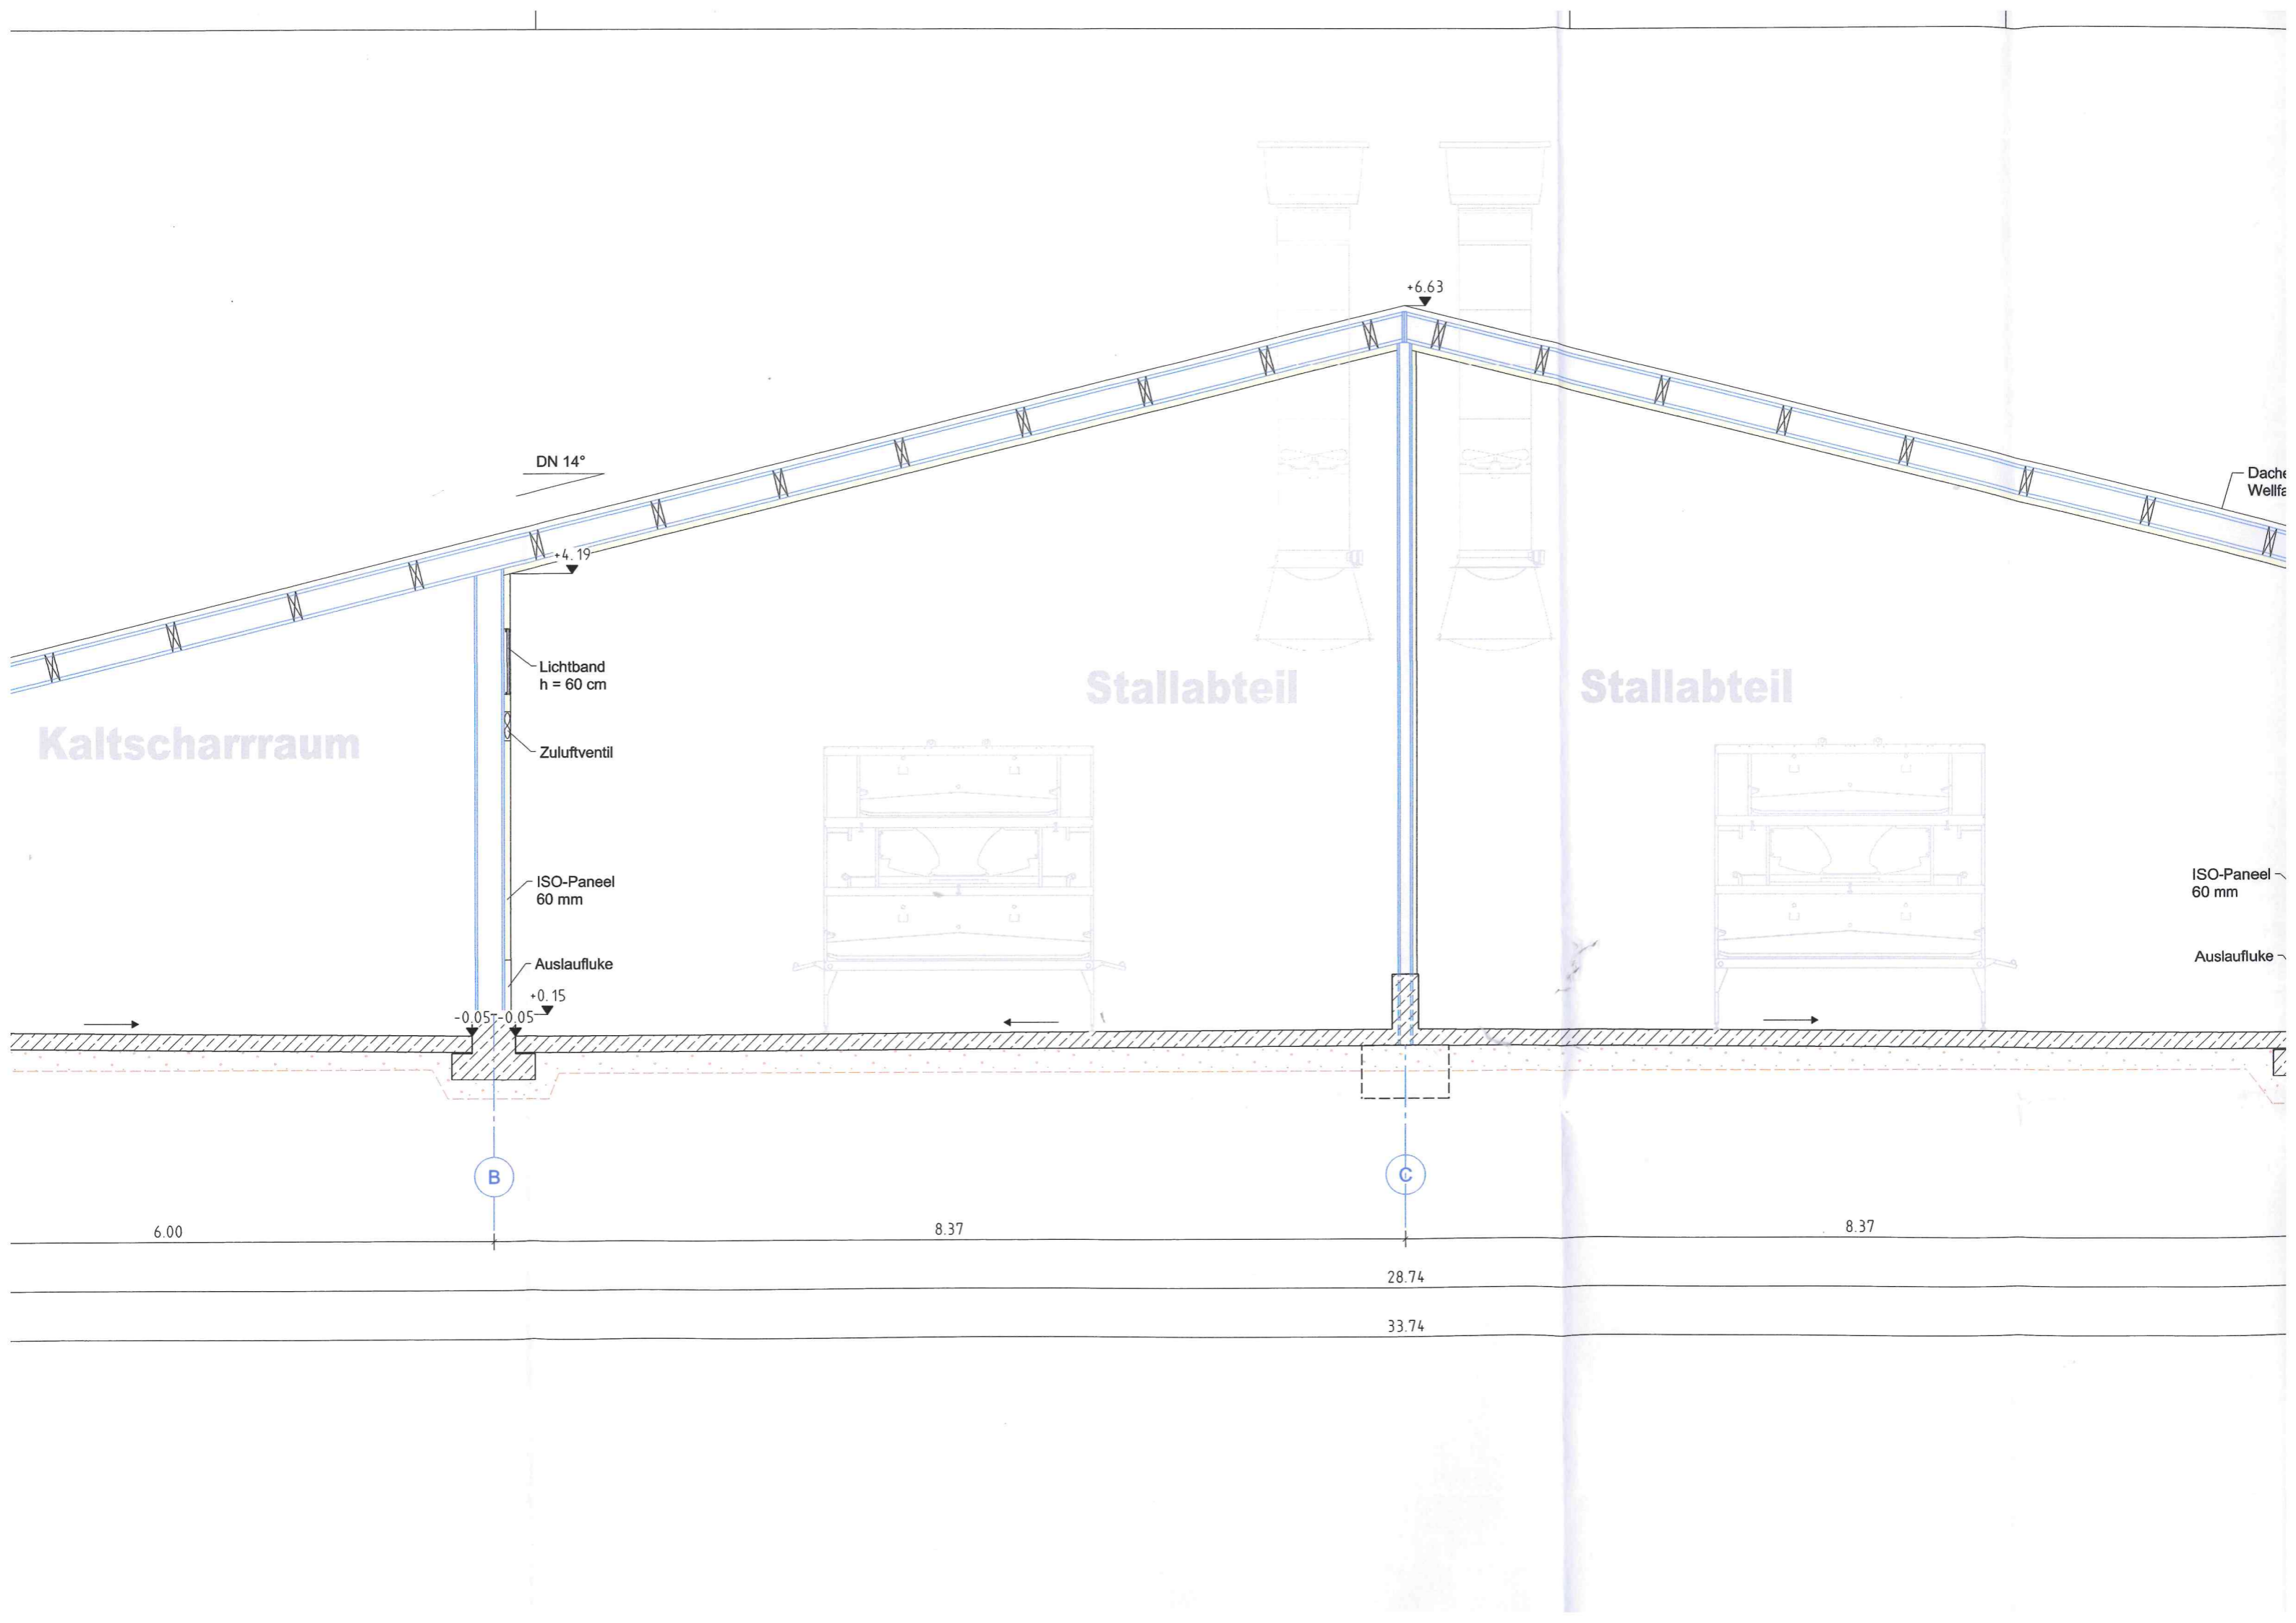 +6.63
DN 14°
Wellfa
+4.19
Lichtband
h = 60 cm
Stallabteil
Stallabteil
Kaltscharrraum
Zuluftventil
ISO-Paneel
60 mm
ISO-Paneel
60 mm
Auslaufluke
Auslaufluke
+0.15
-0.05 -0.05
B
C
6.00
8.37
8.37
28.74
33.74